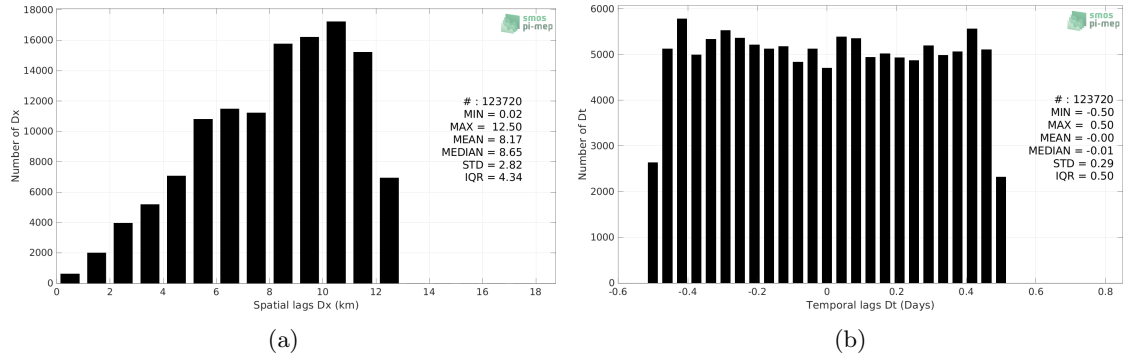 18000
16000
14000
12000
10000
8000
6000
4000
2000
0
Number of Dx
smos
pi-mep
# : 123720
MIN = 0.02
MAX = 12.50
MEAN = 8.17
MEDIAN = 8.65
STD = 2.82
IQR = 4.34
0 2 4 6 8 10 12 14 16 18
Spatial lags Dx (km)
(a)
6000
5000
4000
3000
2000
1000
0
Number of Dt
smos
pi-mep
# : 123720
MIN = -0.50
MAX = 0.50
MEAN = -0.00
MEDIAN = -0.01
STD = 0.29
IQR = 0.50
-0.6 -0.4 -0.2 0 0.2 0.4 0.6 0.8
Temporal lags Dt (Days)
(b)